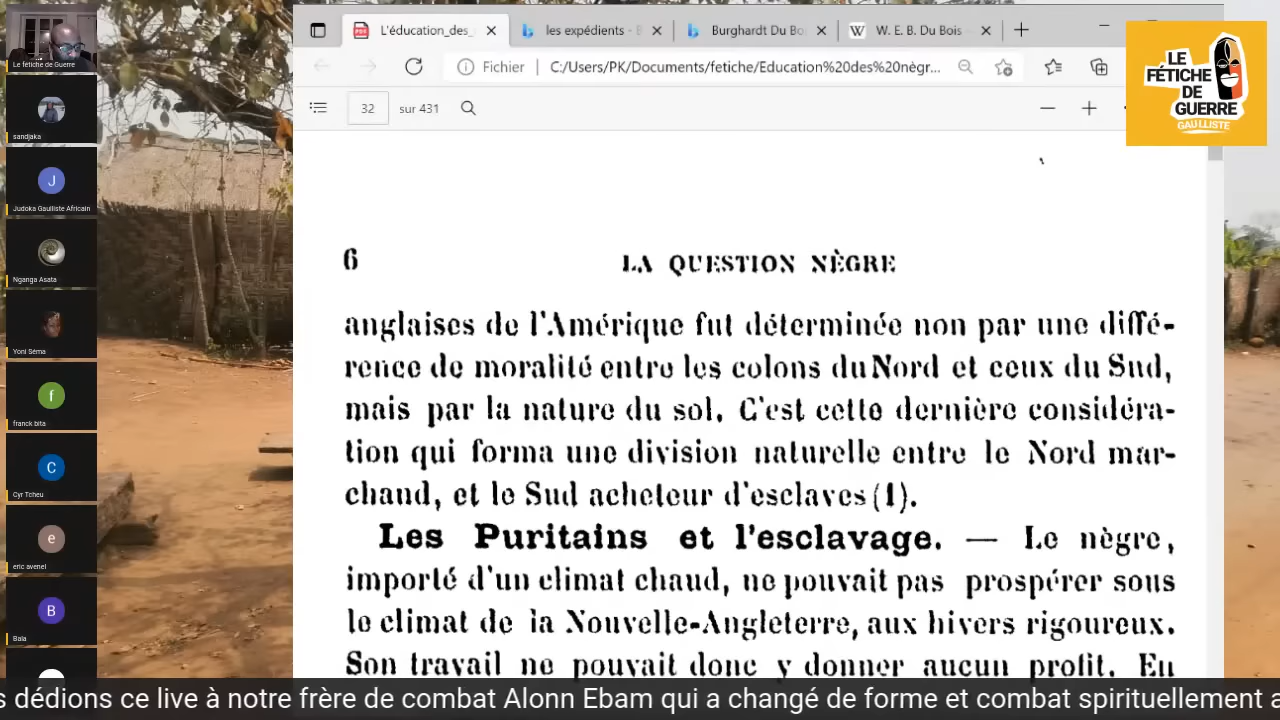 L'éducation_des_
les expédients - B
Burghardt Du Bo
W. E. B. Du Bois
Fichier
C:/Users/PK/Documents/fetiche/Education%20des%20nègr...
32
sur 431
LE
FÉTICHE
DE
GUERRE
GAULLISTE
Le fétiche de Guerre
sandjaka
J
Judoka Gaulliste Africain
Nganga Asata
Yoni Séma
f
franck bita
C
Cyr Tcheu
e
eric avenel
B
Bala
6
LA QUESTION NÈGRE
anglaises de l'Amérique fut déterminée non par une diffé-
rence de moralité entre les colons du Nord et ceux du Sud,
mais par la nature du sol. C'est cette dernière considéra-
tion qui forma une division naturelle entre le Nord mar-
chand, et le Sud acheteur d'esclaves (1).
Les Puritains et l'esclavage. — Le nègre,
importé d'un climat chaud, ne pouvait pas prospérer sous
le climat de la Nouvelle-Angleterre, aux hivers rigoureux.
Son travail ne pouvait donc y donner aucun profit. En
s dédions ce live à notre frère de combat Alonn Ebam qui a changé de forme et combat spirituellement a